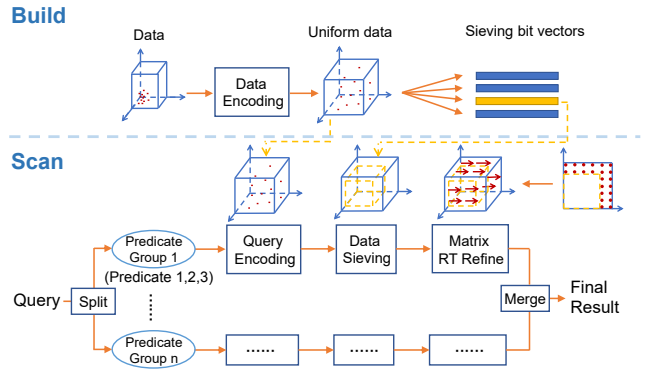 Build
Data
Uniform data
Sieving bit vectors
Data
Encoding
Scan
Predicate
Group 1
Query
Encoding
Data
Sieving
Matrix
RT Refine
(Predicate 1,2,3)
Query
Split
Merge
Final
Result
Predicate
Group n
......
......
......